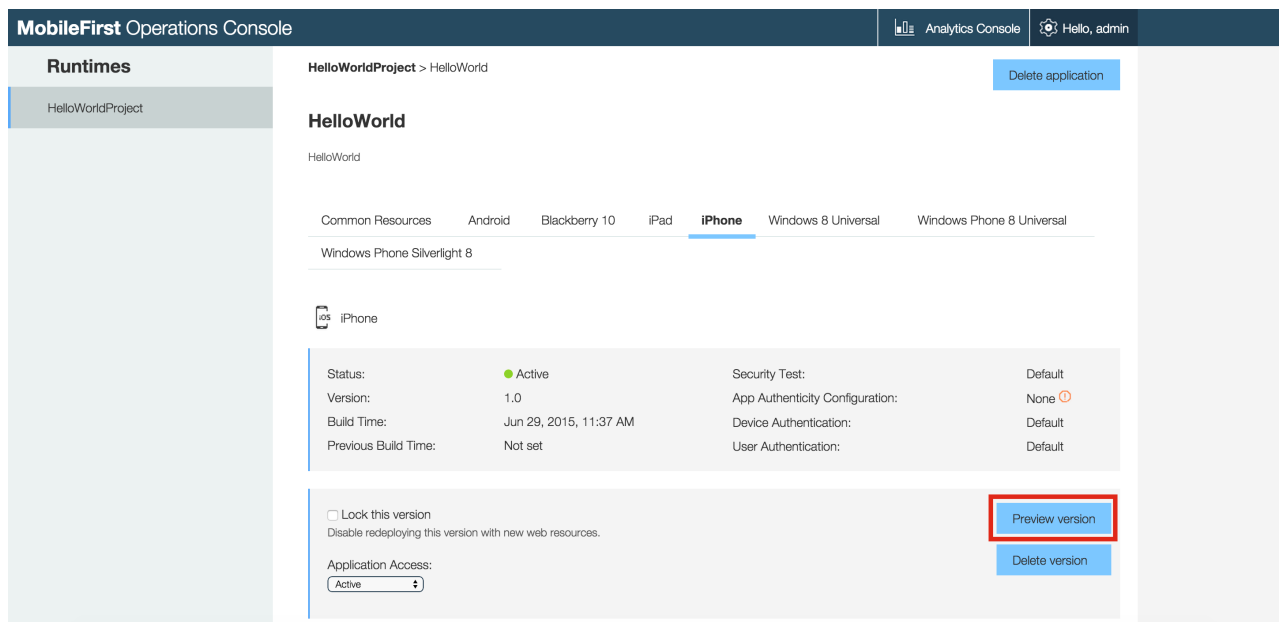 MobileFirst Operations Console
Analytics Console
Hello, admin
Runtimes
HelloWorldProject
HelloWorldProject > HelloWorld
Delete application
HelloWorld
HelloWorld
Common Resources Android Blackberry 10 iPad iPhone Windows 8 Universal Windows Phone 8 Universal
Windows Phone Silverlight 8
iOS iPhone
Status: Active Security Test: Default
Version: 1.0 App Authenticity Configuration: None
Build Time: Jun 29, 2015, 11:37 AM Device Authentication: Default
Previous Build Time: Not set User Authentication: Default
Lock this version
Disable redeploying this version with new web resources.
Application Access:
Active
Preview version
Delete version